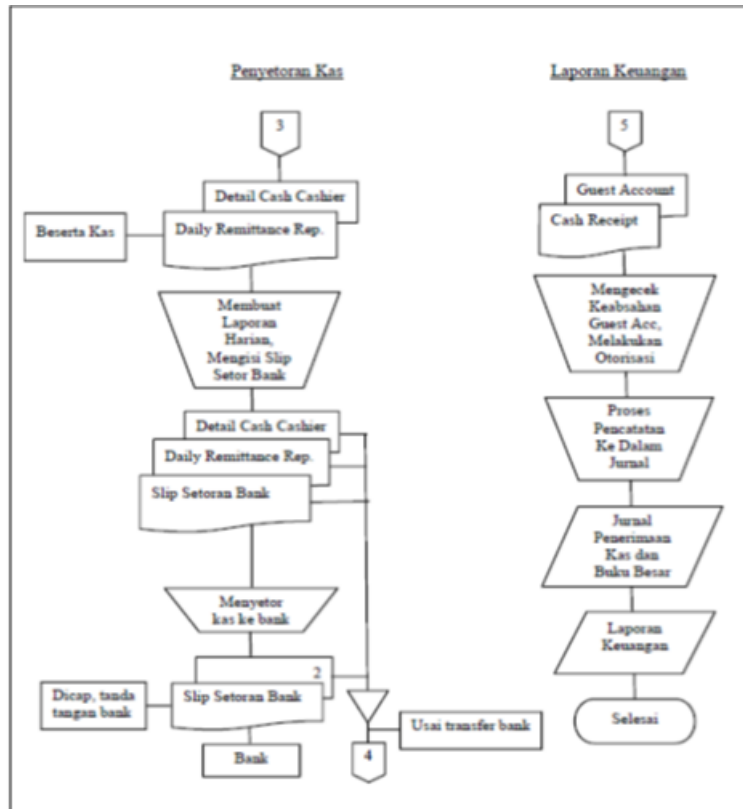 Penyetoran Kas
3
Detail Cash Cashier
Beserta Kas
Daily Remittance Rep.
Membuat
Laporan
Harian,
Mengisi Slip
Setor Bank
Detail Cash Cashier
Daily Remittance Rep.
Slip Setoran Bank
Menyetor
kas ke bank
2
Dicap, tanda
tangan bank
Slip Setoran Bank
Bank
Usai transfer bank
4
Laporan Keuangan
5
Guest Account
Cash Receipt
Mengecek
Keabsahan
Guest Acc,
Melakukan
Otorisasi
Proses
Pencatatan
Ke Dalam
Jurnal
Jurnal
Penerimaan
Kas dan
Buku Besar
Laporan
Keuangan
Selesai